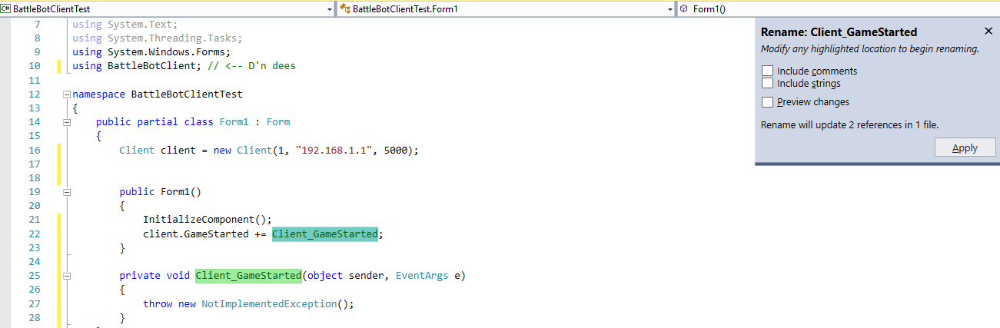 C# BattleBotClientTest
BattleBotClientTest.Form1
Form1()
7 using System.Text;
8 using System.Threading.Tasks;
9 using System.Windows.Forms;
10 using BattleBotClient; // <-- D'n dees
11
12 namespace BattleBotClientTest
13 {
14 public partial class Form1 : Form
15 {
16 Client client = new Client(1, "192.168.1.1", 5000);
17
18
19 public Form1()
20 {
21 InitializeComponent();
22 client.GameStarted += Client_GameStarted;
23 }
24
25 private void Client_GameStarted(object sender, EventArgs e)
26 {
27 throw new NotImplementedException();
28 }
Rename: Client_GameStarted
Modify any highlighted location to begin renaming.
Include comments
Include strings
Preview changes
Rename will update 2 references in 1 file.
Apply